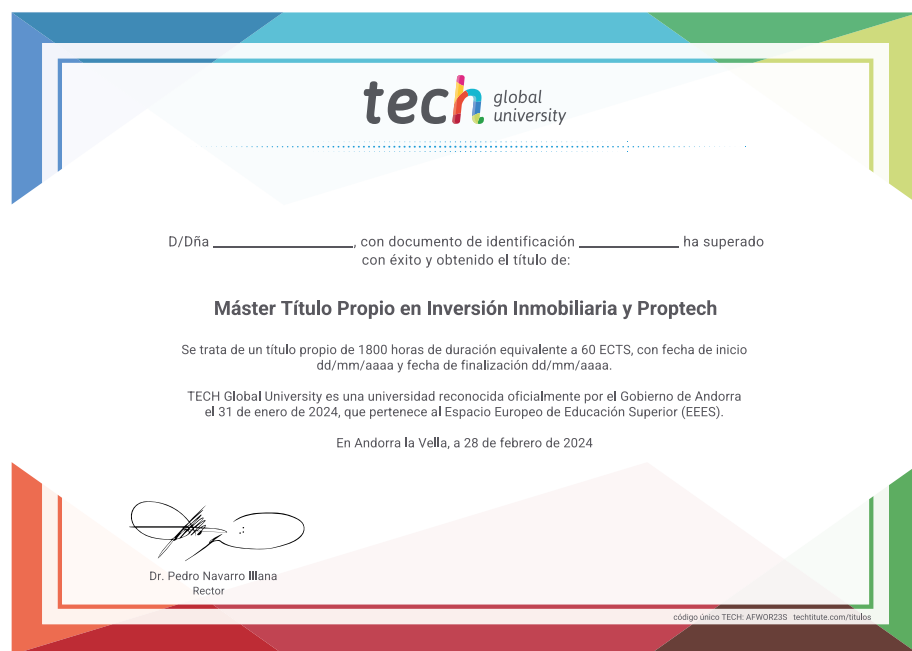 tech global university
D/Dña ____________________, con documento de identificación ______________ ha superado
con éxito y obtenido el título de:
Máster Título Propio en Inversión Inmobiliaria y Proptech
Se trata de un título propio de 1800 horas de duración equivalente a 60 ECTS, con fecha de inicio
dd/mm/aaaa y fecha de finalización dd/mm/aaaa.
TECH Global University es una universidad reconocida oficialmente por el Gobierno de Andorra
el 31 de enero de 2024, que pertenece al Espacio Europeo de Educación Superior (EEES).
En Andorra la Vella, a 28 de febrero de 2024
Dr. Pedro Navarro Illana
Rector
código único TECH: AFWOR23S techtitute.com/titulos